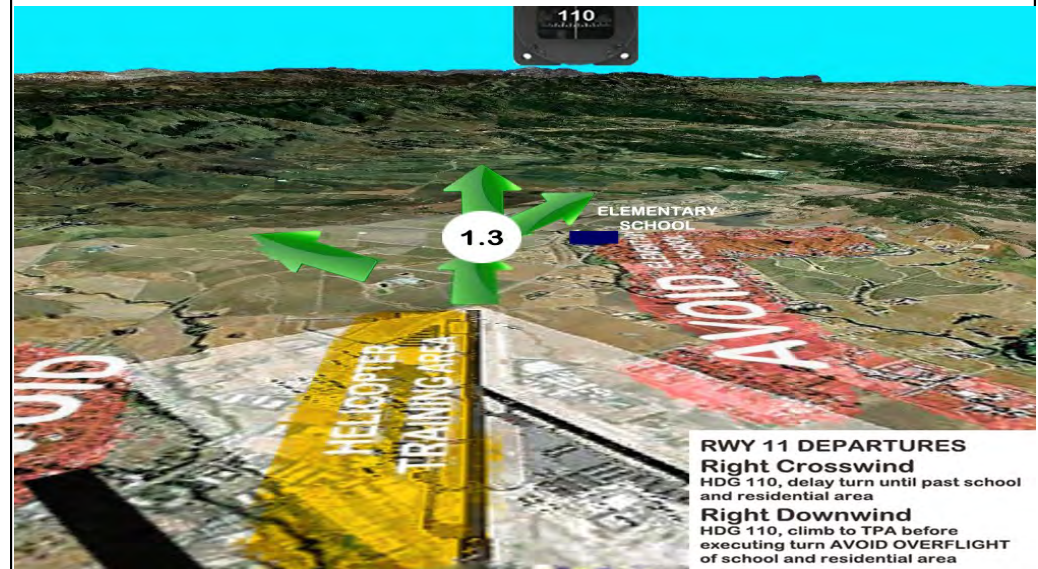 110
ELEMENTARY
SCHOOL
1.3
AVOID
HELICOPTER
TRAINING AREA
RWY 11 DEPARTURES
Right Crosswind
HDG 110, delay turn until past school
and residential area
Right Downwind
HDG 110, climb to TPA before
executing turn AVOID OVERFLIGHT
of school and residential area